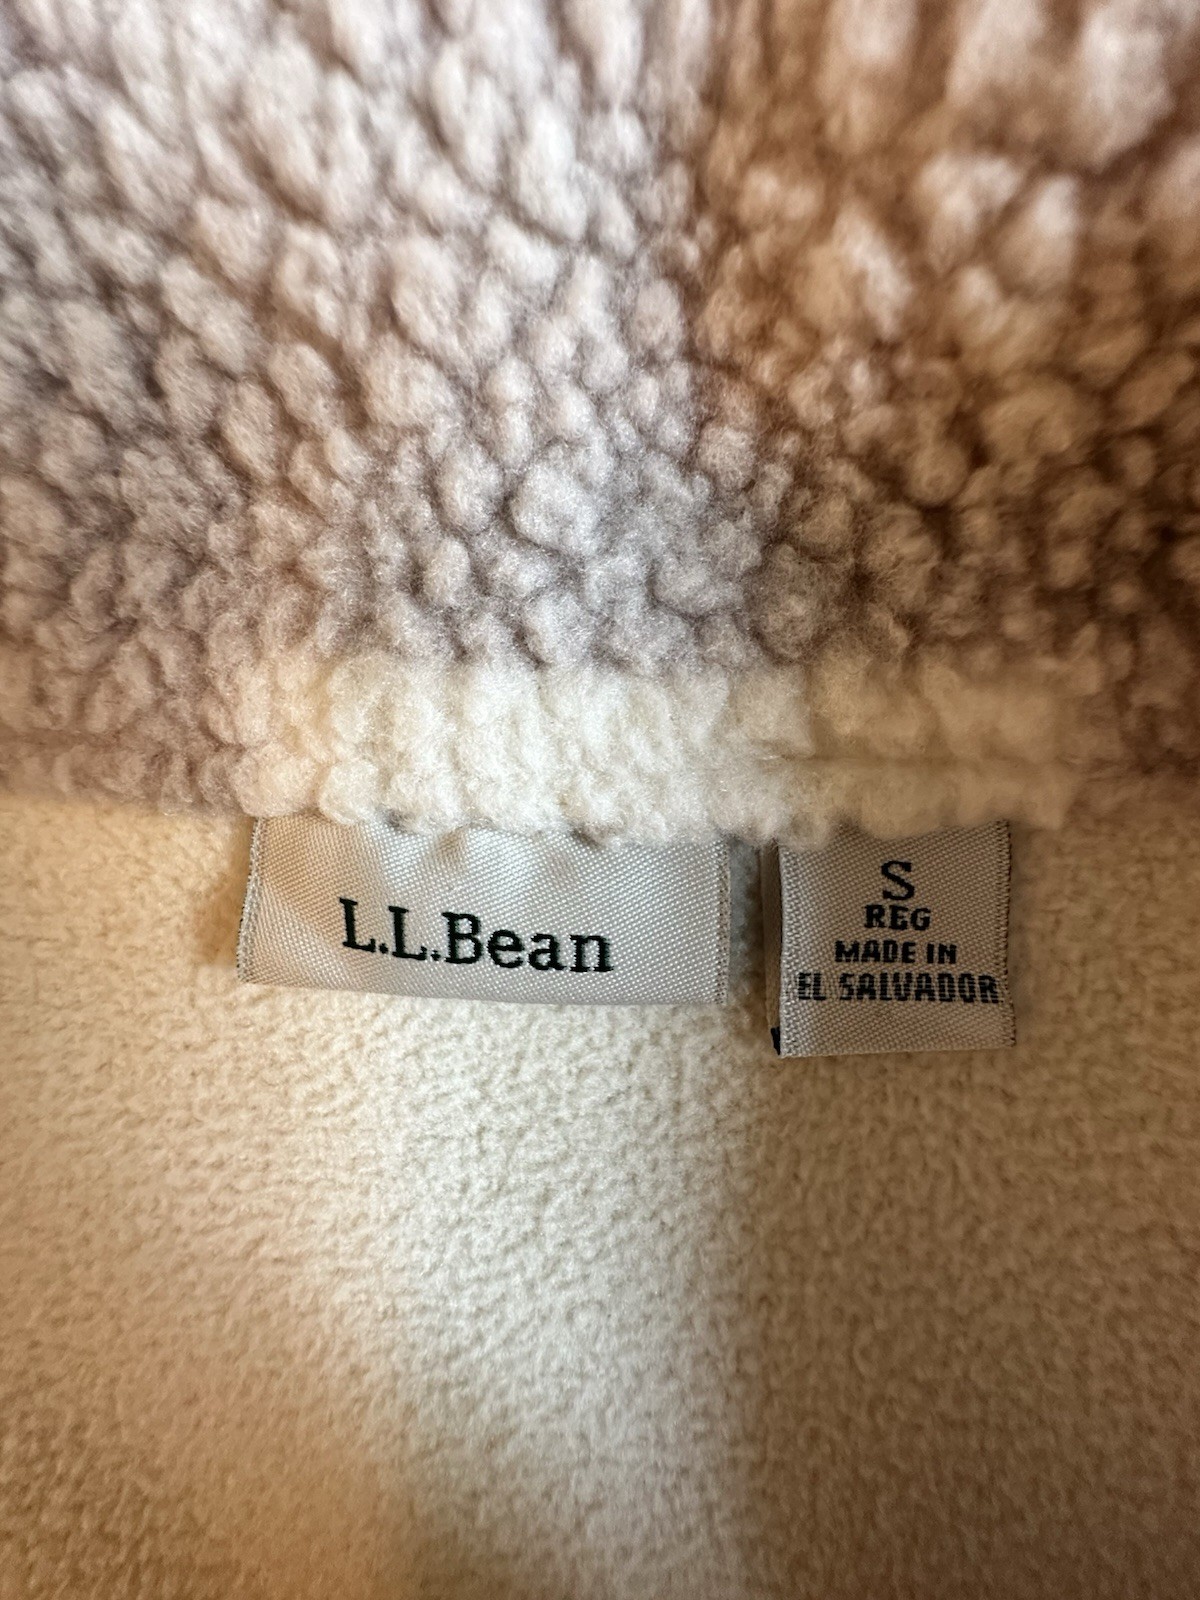 L.L.Bean
S
REG
MADE IN
EL SALVADOR